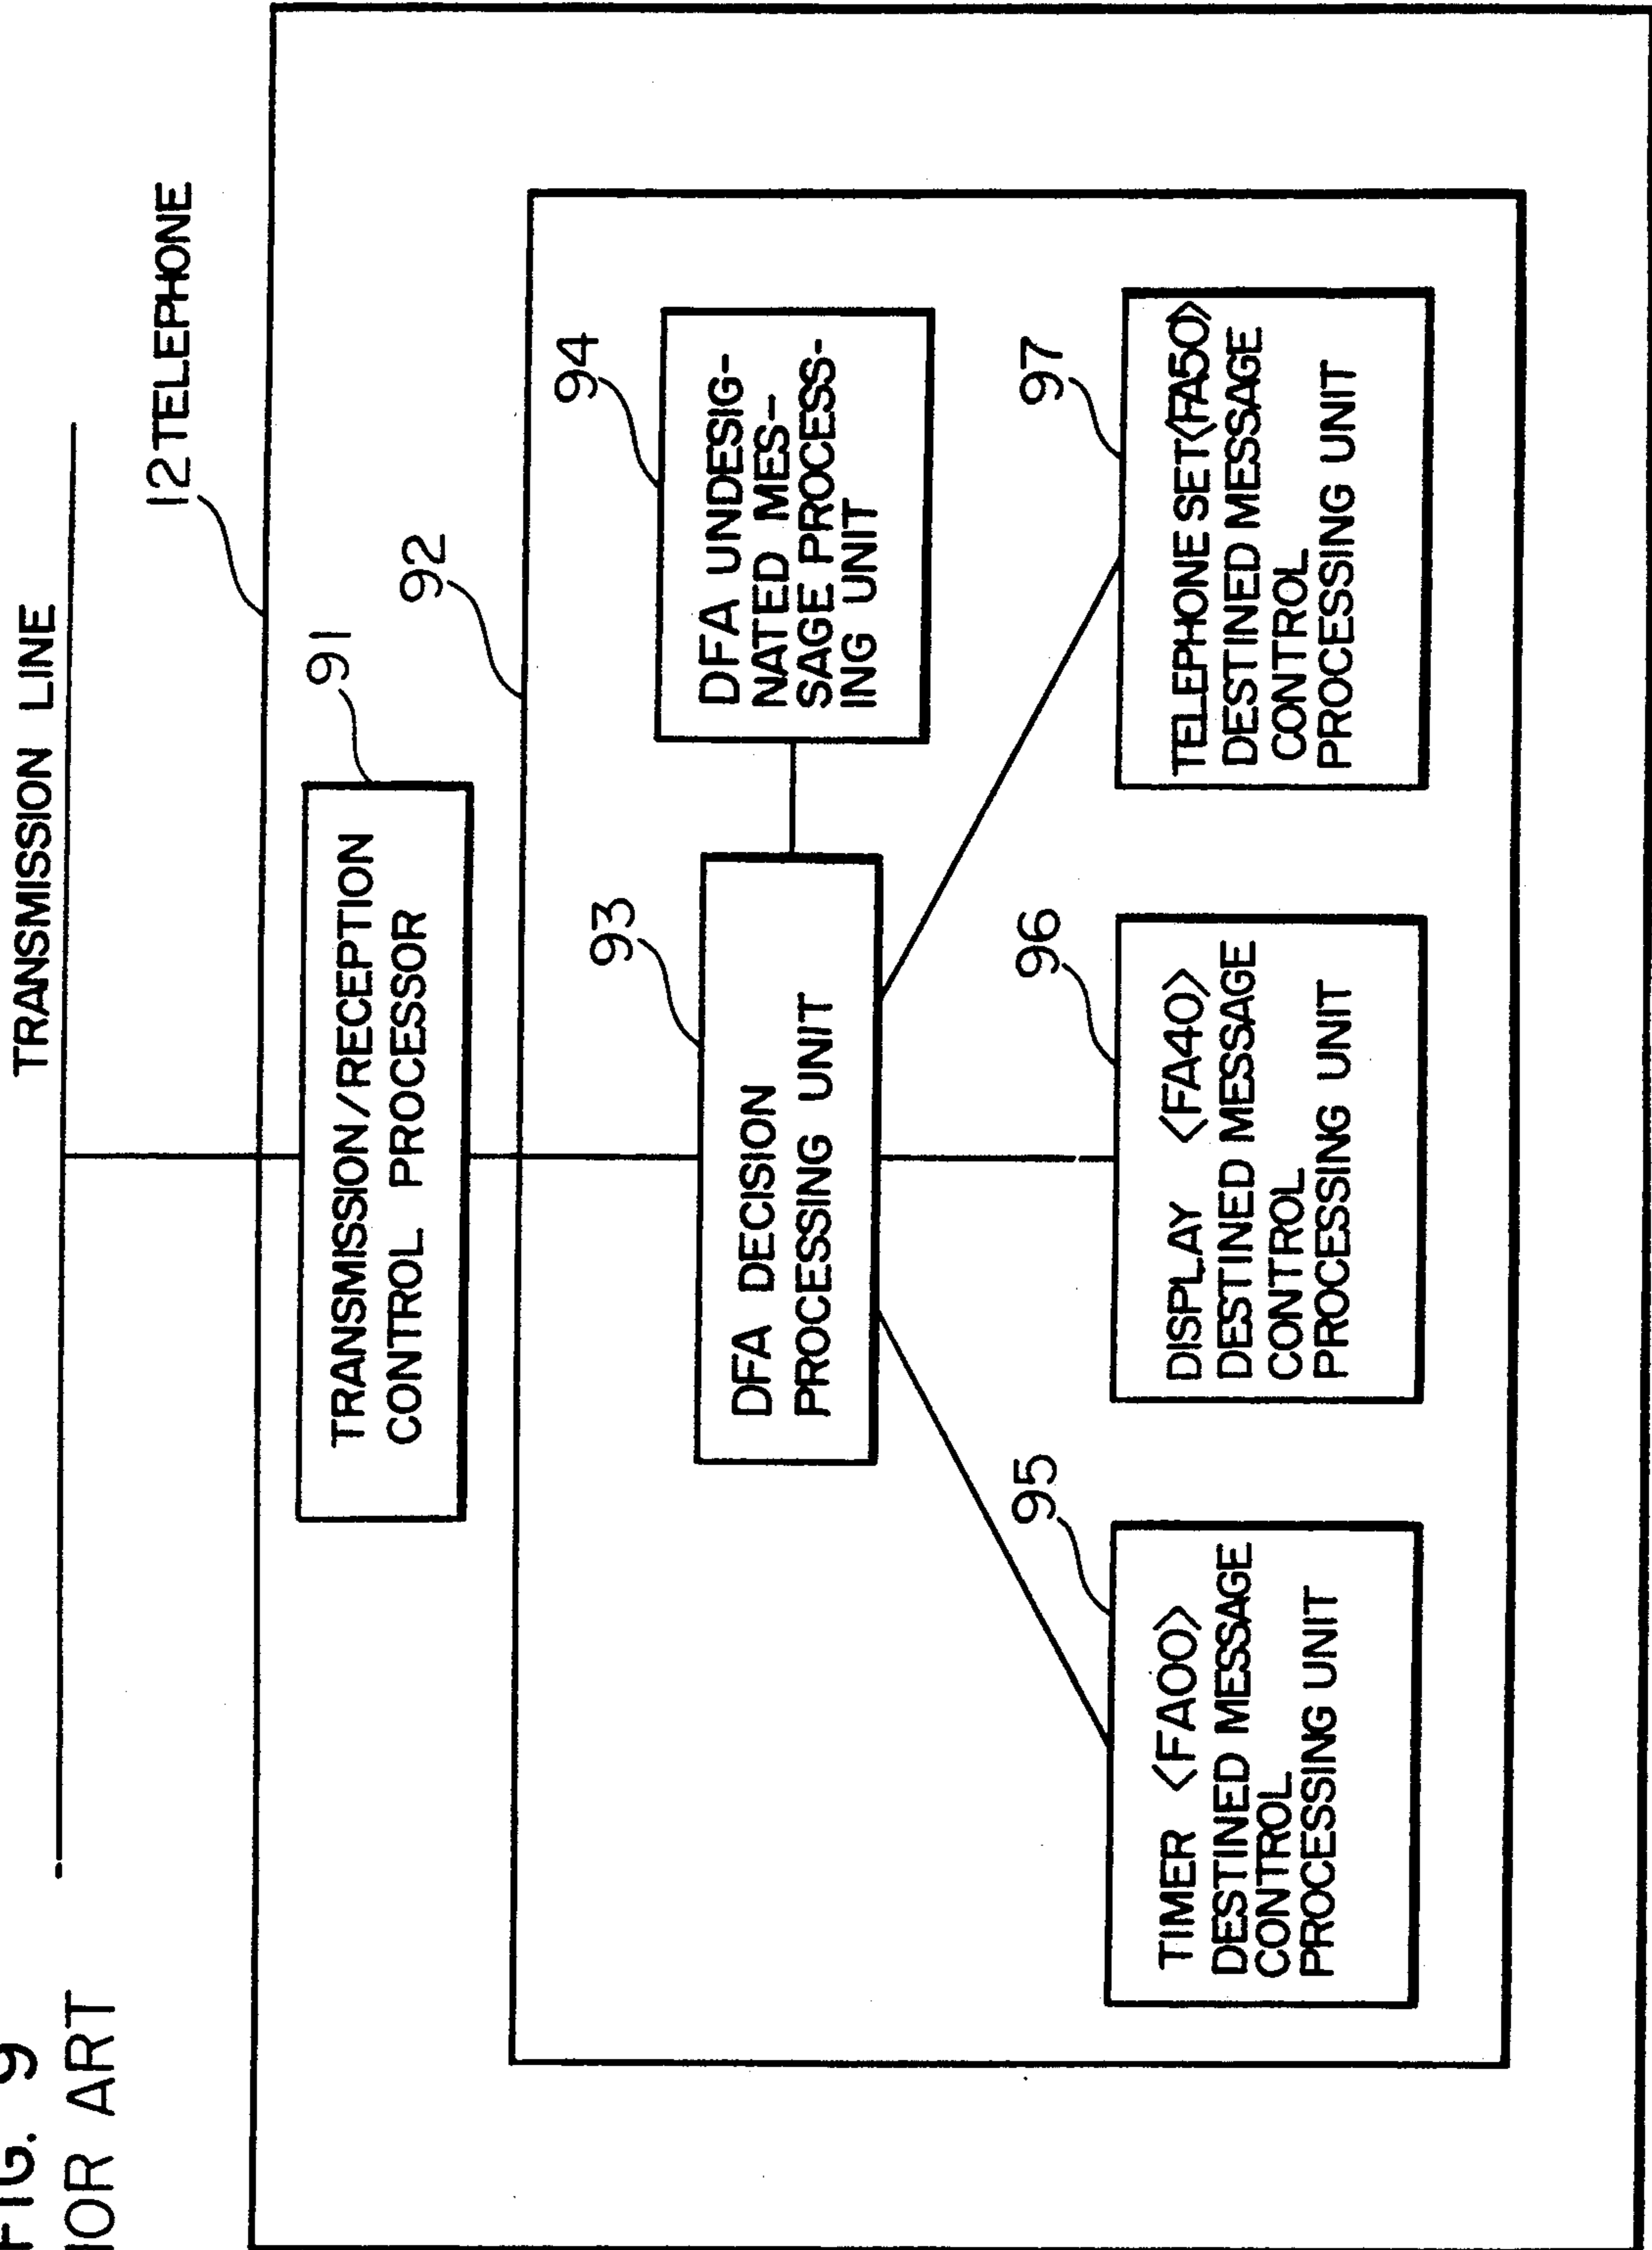 FIG. 9
IOR ART
TRANSMISSION LINE
12 TELEPHONE
91
TRANSMISSION/RECEPTION
CONTROL PROCESSOR
92
93
DFA DECISION
PROCESSING UNIT
94
DFA UNDESIG-
NATED MES-
SAGE PROCESS-
ING UNIT
95
TIMER <FA00>
DESTINED MESSAGE
CONTROL
PROCESSING UNIT
96
DISPLAY <FA40>
DESTINED MESSAGE
CONTROL
PROCESSING UNIT
97
TELEPHONE SET<FA50>
DESTINED MESSAGE
CONTROL
PROCESSING UNIT